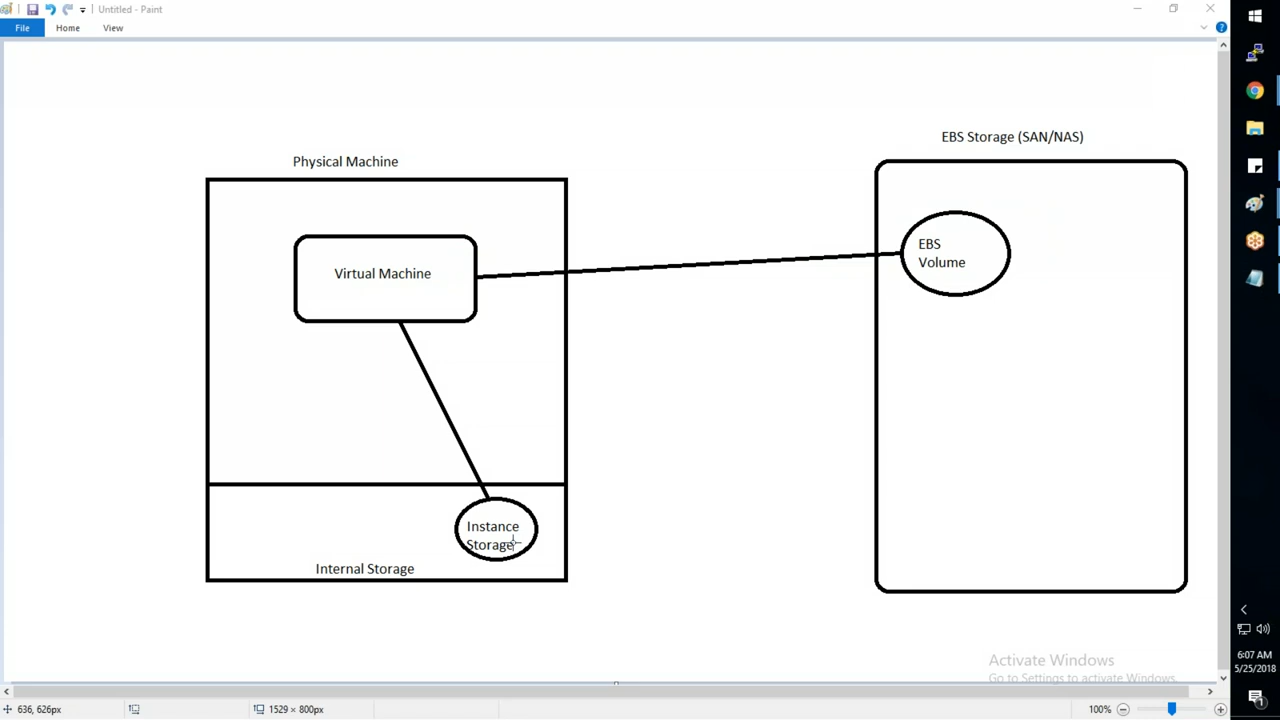 Untitled - Paint
File Home View
EBS Storage (SAN/NAS)
Physical Machine
EBS
Volume
Virtual Machine
Instance
Storage
Internal Storage
Activate Windows
Go to Settings to activate Windows.
636, 626px
1529 × 800px
100%
6:07 AM
5/25/2018
1